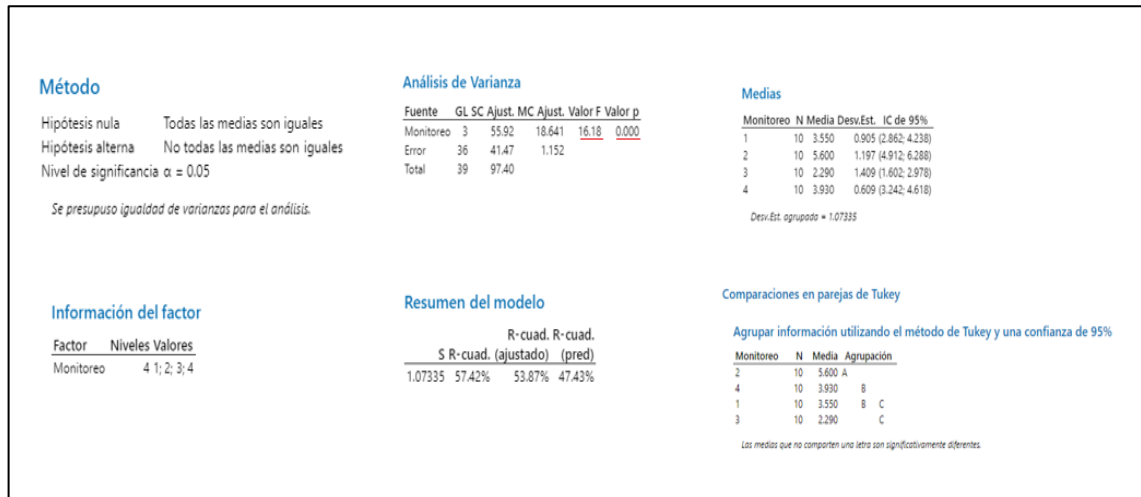 Método
Hipótesis nula Todas las medias son iguales
Hipótesis alterna No todas las medias son iguales
Nivel de significancia α = 0.05
Se presupuso igualdad de varianzas para el análisis.
Análisis de Varianza
Fuente GL SC Ajust. MC Ajust. Valor F Valor p
Monitoreo 3 55.92 18.641 16.18 0.000
Error 36 41.47 1.152
Total 39 97.40
Medias
Monitoreo N Media Desv.Est. IC de 95%
1 10 3.550 0.905 (2.862; 4.238)
2 10 5.600 1.197 (4.912; 6.288)
3 10 2.290 1.409 (1.602; 2.978)
4 10 3.930 0.609 (3.242; 4.618)
Desv.Est. agrupada = 1.07335
Información del factor
Factor Niveles Valores
Monitoreo 4 1; 2; 3; 4
Resumen del modelo
R-cuad. R-cuad.
S R-cuad. (ajustado) (pred)
1.07335 57.42% 53.87% 47.43%
Comparaciones en parejas de Tukey
Agrupar información utilizando el método de Tukey y una confianza de 95%
Monitoreo N Media Agrupación
2 10 5.600 A
4 10 3.930 B
1 10 3.550 B C
3 10 2.290 C
Las medias que no comparten una letra son significativamente diferentes.